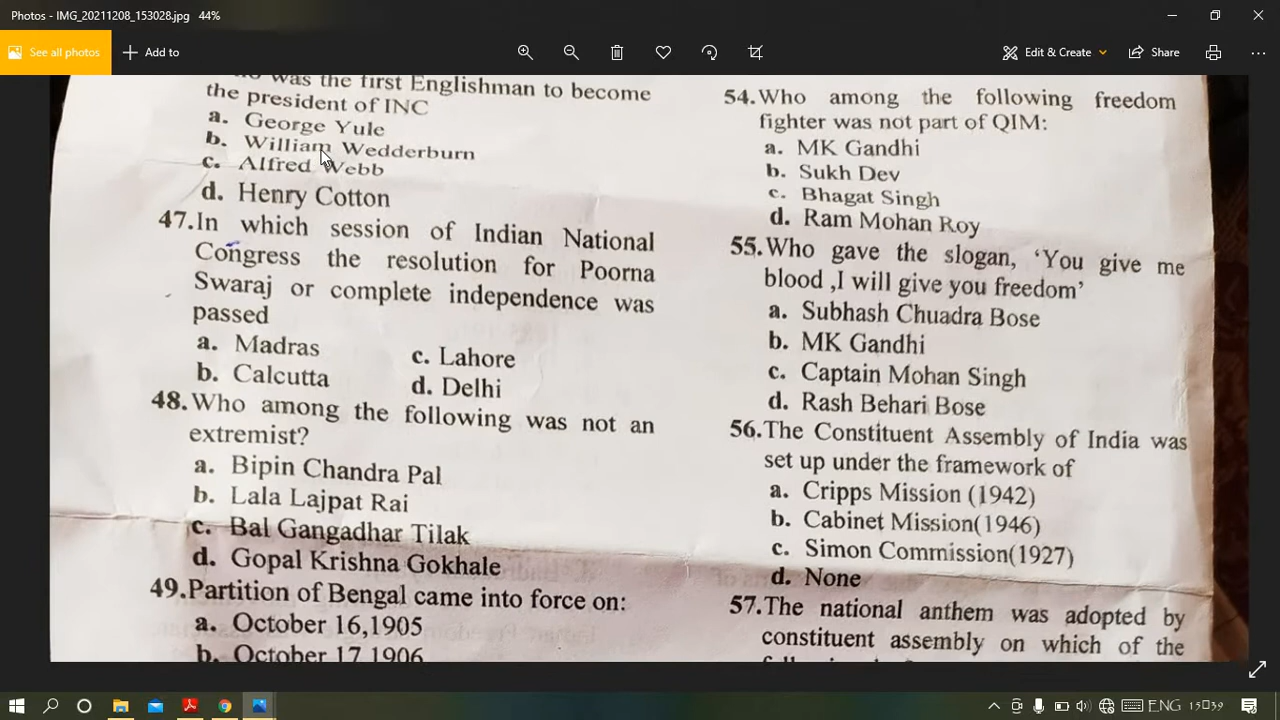 Photos - IMG_20211208_153028.jpg 44%
See all photos
Add to
Edit & Create
Share
was the first Englishman to become
the president of INC
a. George Yule
b. William Wedderburn
c. Alfred Webb
d. Henry Cotton
47.In which session of Indian National
Congress the resolution for Poorna
Swaraj or complete independence was
passed
a. Madras
b. Calcutta
c. Lahore
d. Delhi
48.Who among the following was not an
extremist?
a. Bipin Chandra Pal
b. Lala Lajpat Rai
c. Bal Gangadhar Tilak
d. Gopal Krishna Gokhale
49.Partition of Bengal came into force on:
a. October 16,1905
b. October 17,1906
54.Who among the following freedom
fighter was not part of QIM:
a. MK Gandhi
b. Sukh Dev
c. Bhagat Singh
d. Ram Mohan Roy
55.Who gave the slogan, 'You give me
blood ,I will give you freedom'
a. Subhash Chuadra Bose
b. MK Gandhi
c. Captain Mohan Singh
d. Rash Behari Bose
56.The Constituent Assembly of India was
set up under the framework of
a. Cripps Mission (1942)
b. Cabinet Mission(1946)
c. Simon Commission(1927)
d. None
57.The national anthem was adopted by
constituent assembly on which of the
ENG